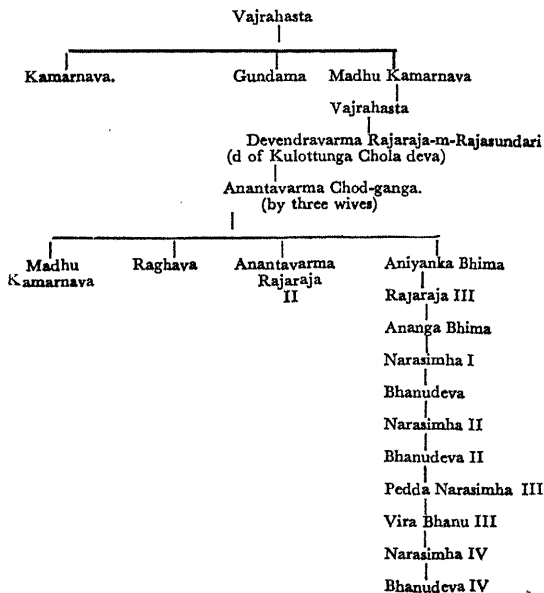 Vajrahasta
Kamarnava. Gundama Madhu Kamarnava
Vajrahasta
Devendravarma Rajaraja-m-Rajasundari
(d of Kulottunga Chola deva)
Anantavarma Chod-ganga.
(by three wives)
Madhu Raghava Anantavarma Aniyanka Bhima
Kamarnava Rajaraja
II
Rajaraja III
Ananga Bhima
Narasimha I
Bhanudeva
Narasimha II
Bhanudeva II
Pedda Narasimha III
Vira Bhanu III
Narasimha IV
Bhanudeva IV